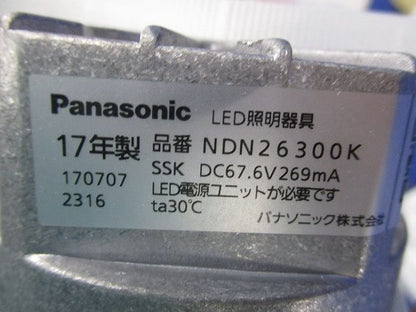 Panasonic LED照明器具
17年製 品番 NDN26300K
170707 SSK DC67.6V269mA
2316 LED電源ユニットが必要です
ta30℃
パナソニック株式会